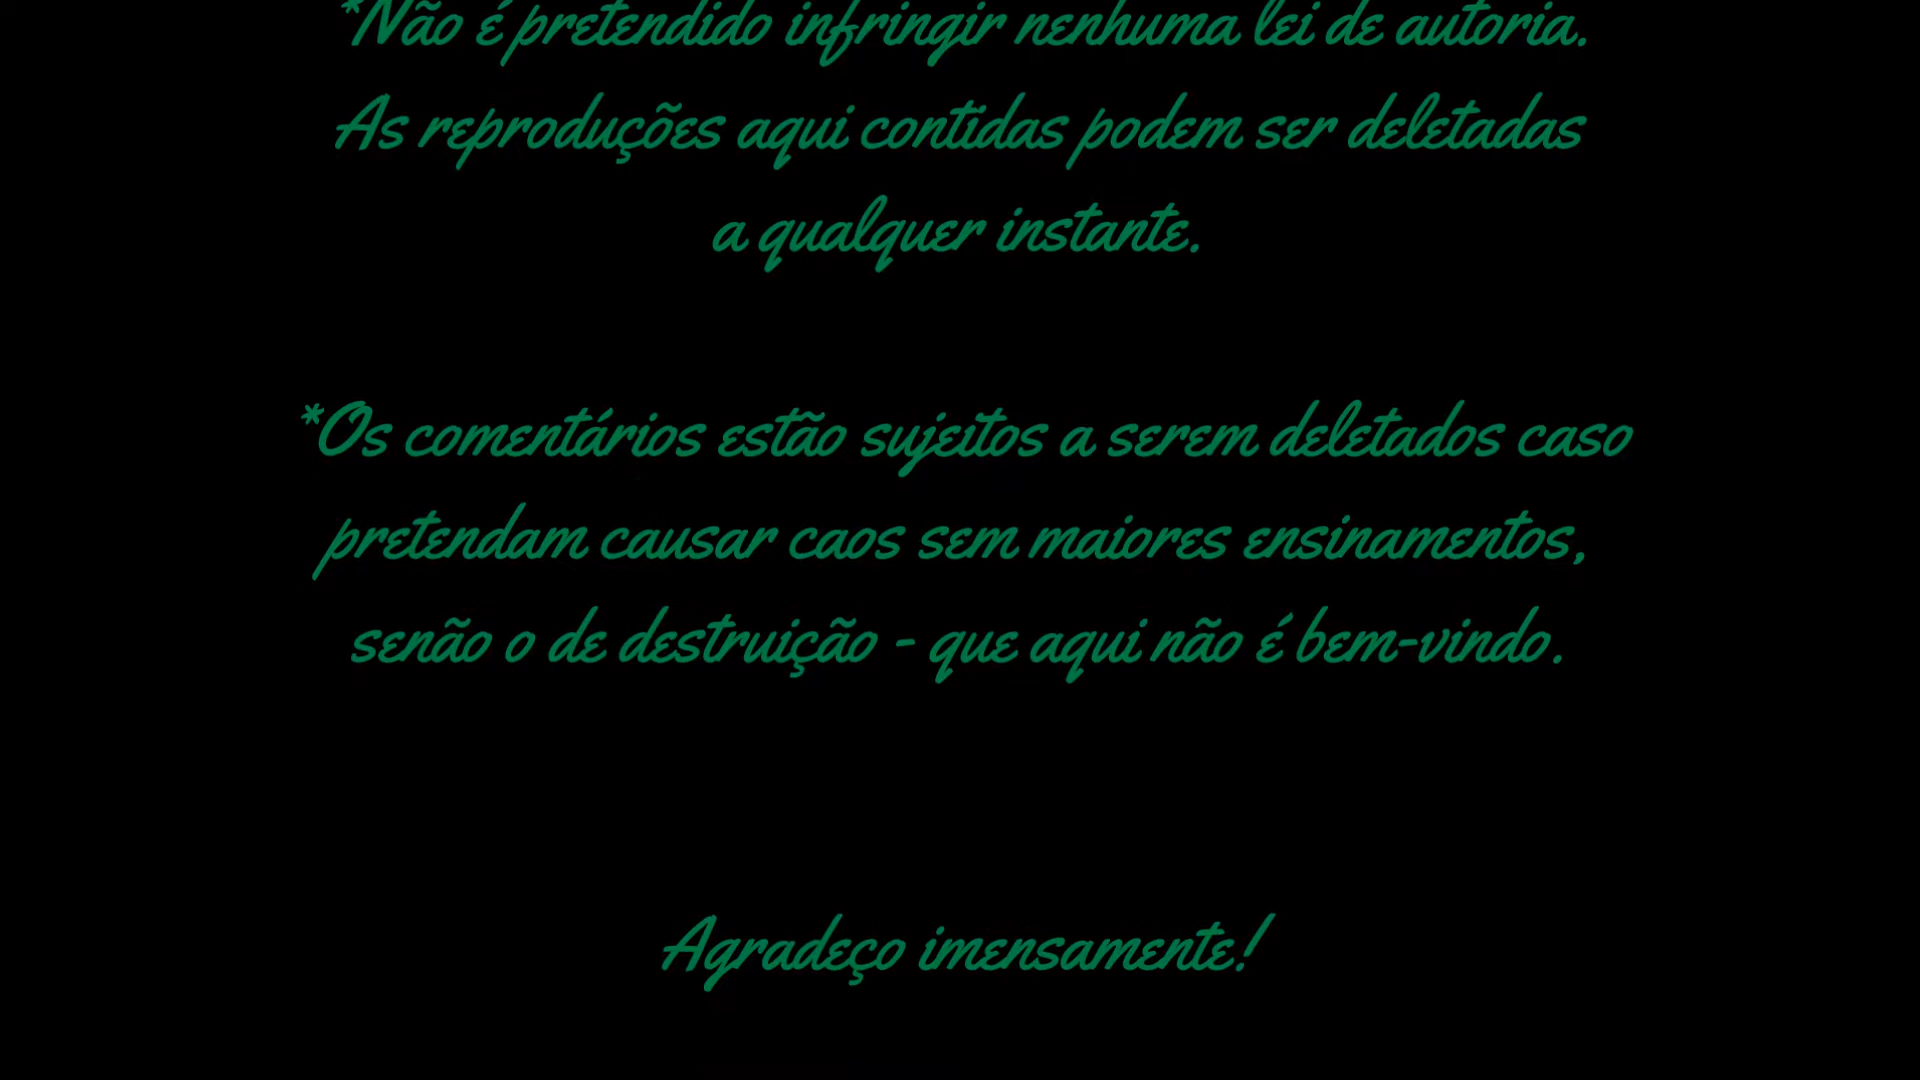 *Não é pretendido infringir nenhuma lei de autoria.
As reproduções aqui contidas podem ser deletadas
a qualquer instante.
*Os comentários estão sujeitos a serem deletados caso
pretendam causar caos sem maiores ensinamentos,
senão o de destruição - que aqui não é bem-vindo.
Agradeço imensamente!